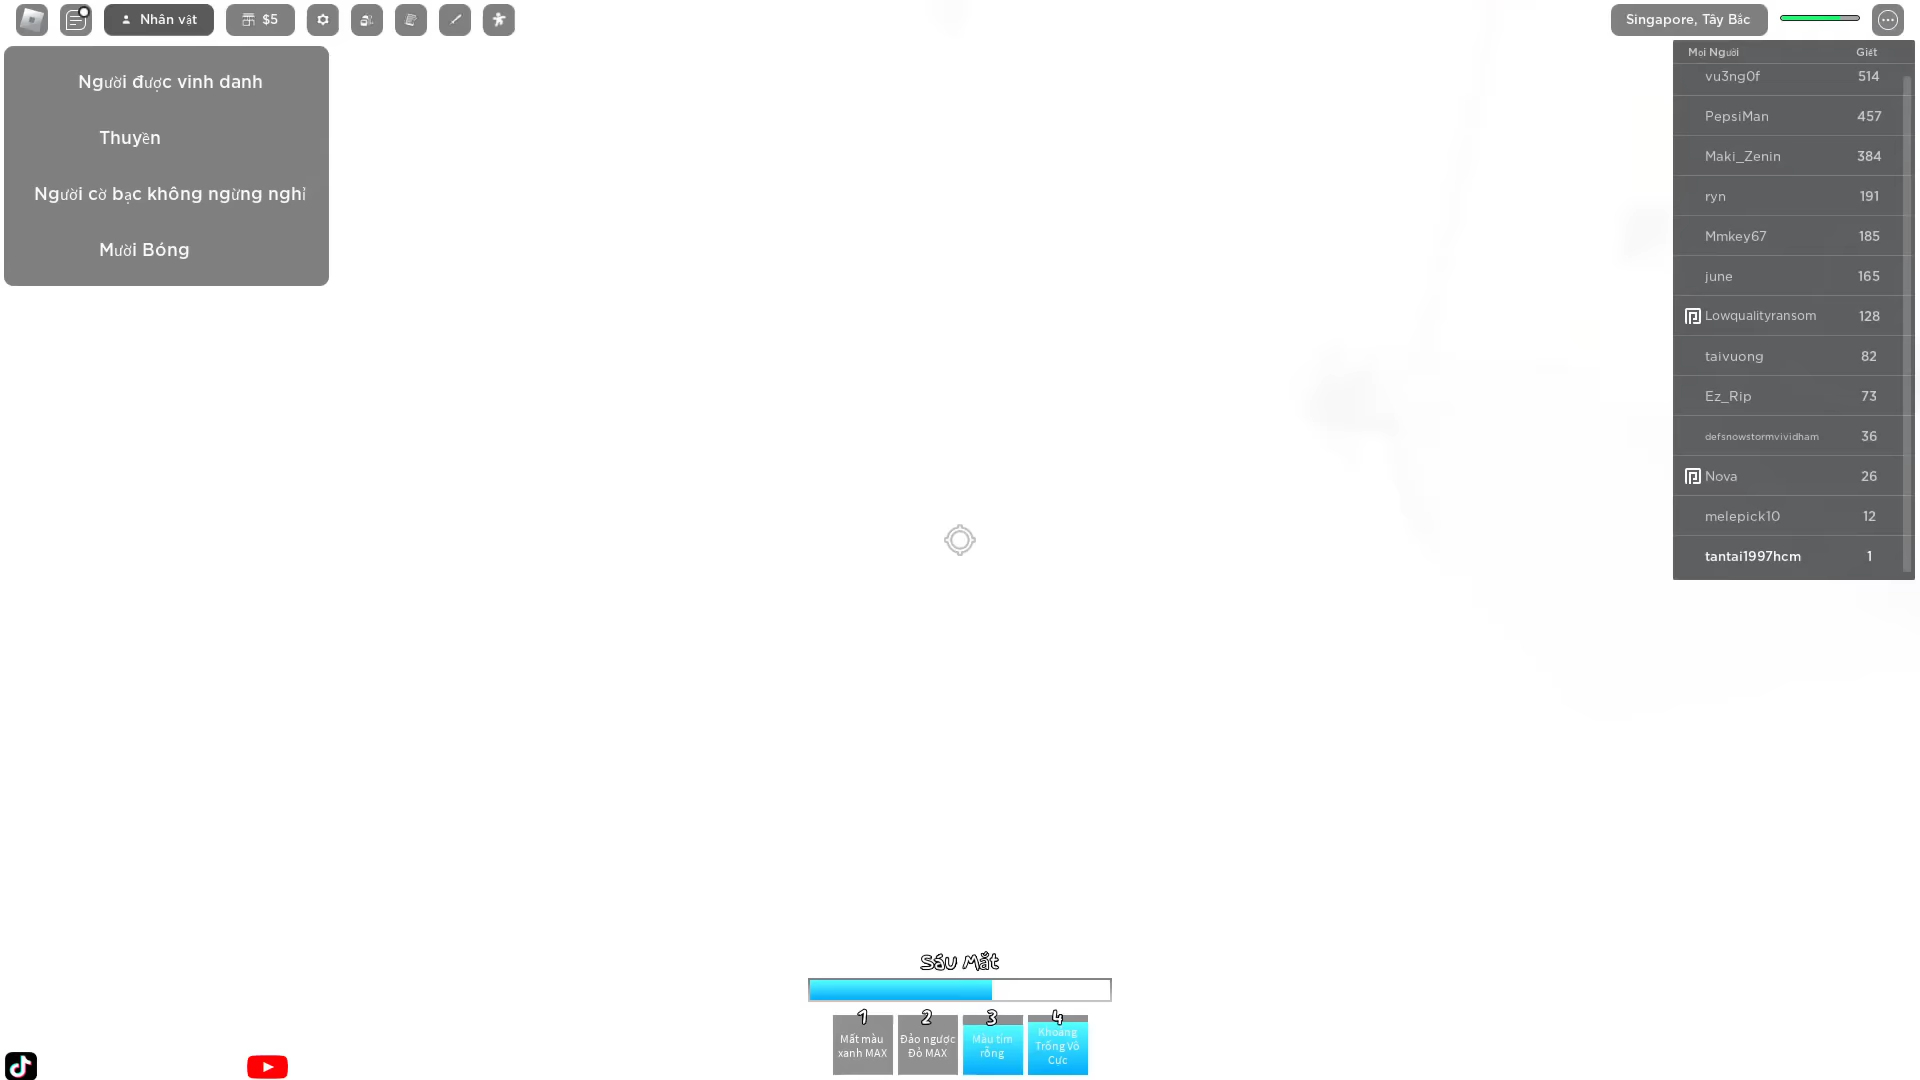 Nhân vật
$5
Singapore, Tây Bắc
Người được vinh danh
Thuyền
Người cờ bạc không ngừng nghỉ
Mười Bóng
Mọi Người Giết
vu3ng0f 514
PepsiMan 457
Maki_Zenin 384
ryn 191
Mmkey67 185
june 165
Lowqualityransom 128
taivuong 82
Ez_Rip 73
defsnowstormvividham 36
Nova 26
melepick10 12
tantai1997hcm 1
Sáu Mắt
1 2 3 4
Mất màu xanh MAX
Đảo ngược Đỏ MAX
Màu tím rỗng
Khoảng Trống Vô Cực